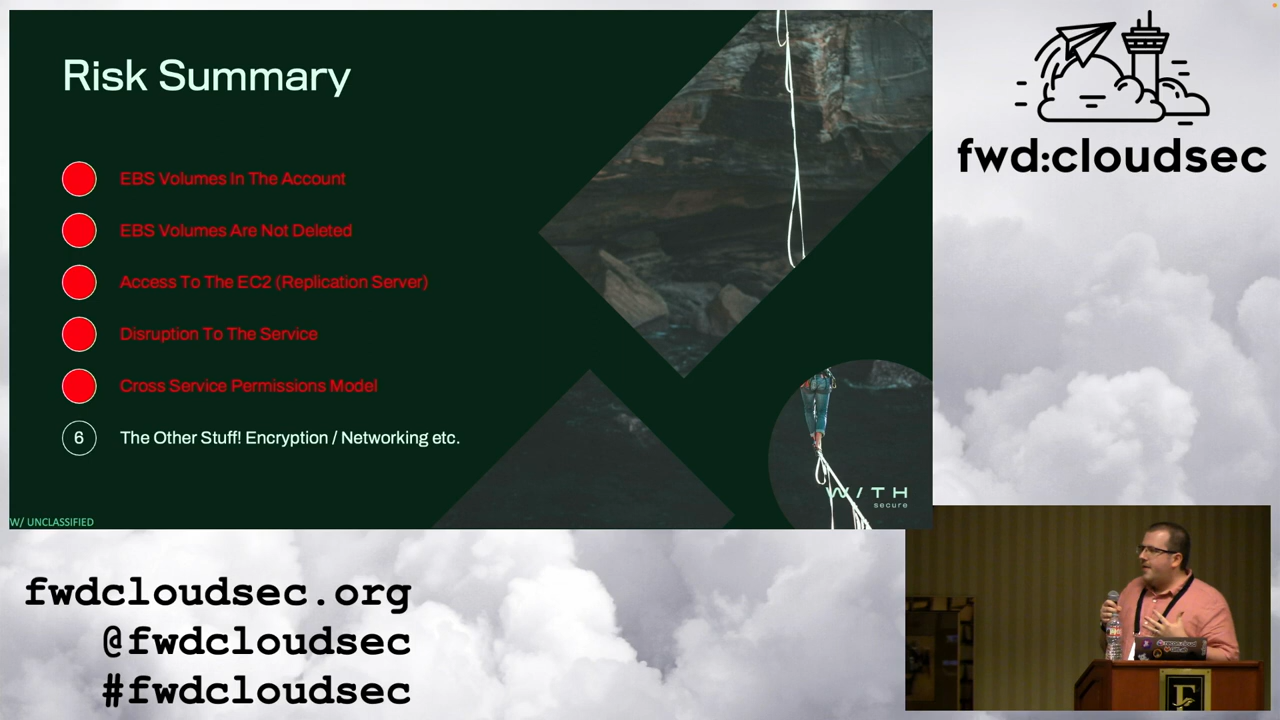 Risk Summary
EBS Volumes In The Account
EBS Volumes Are Not Deleted
Access To The EC2 (Replication Server)
Disruption To The Service
Cross Service Permissions Model
6 The Other Stuff! Encryption / Networking etc.
W/ UNCLASSIFIED
W / T H
secure
fwd:cloudsec
fwdcloudsec.org
@fwdcloudsec
#fwdcloudsec
F